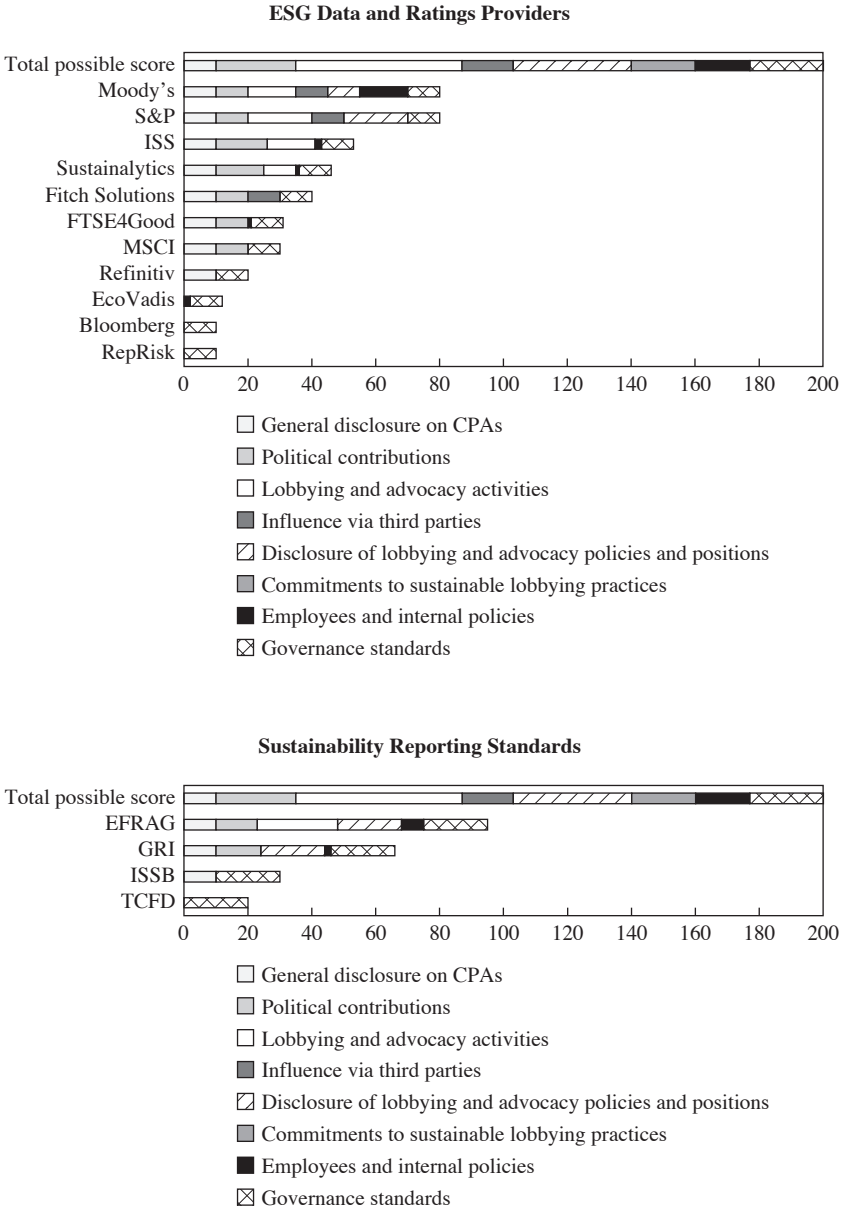 ESG Data and Ratings Providers
Total possible score
Moody’s
S&P
ISS
Sustainalytics
Fitch Solutions
FTSE4Good
MSCI
Refinitiv
EcoVadis
Bloomberg
RepRisk
0 20 40 60 80 100 120 140 160 180 200
General disclosure on CPAs
Political contributions
Lobbying and advocacy activities
Influence via third parties
Disclosure of lobbying and advocacy policies and positions
Commitments to sustainable lobbying practices
Employees and internal policies
Governance standards
Sustainability Reporting Standards
Total possible score
EFRAG
GRI
ISSB
TCFD
0 20 40 60 80 100 120 140 160 180 200
General disclosure on CPAs
Political contributions
Lobbying and advocacy activities
Influence via third parties
Disclosure of lobbying and advocacy policies and positions
Commitments to sustainable lobbying practices
Employees and internal policies
Governance standards